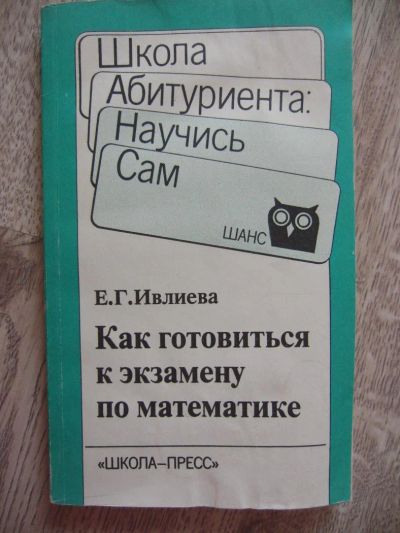 Школа
Абитуриента:
Научись
Сам
ШАНС
Е.Г.Ивлиева
Как готовиться
к экзамену
по математике
«ШКОЛА–ПРЕСС»